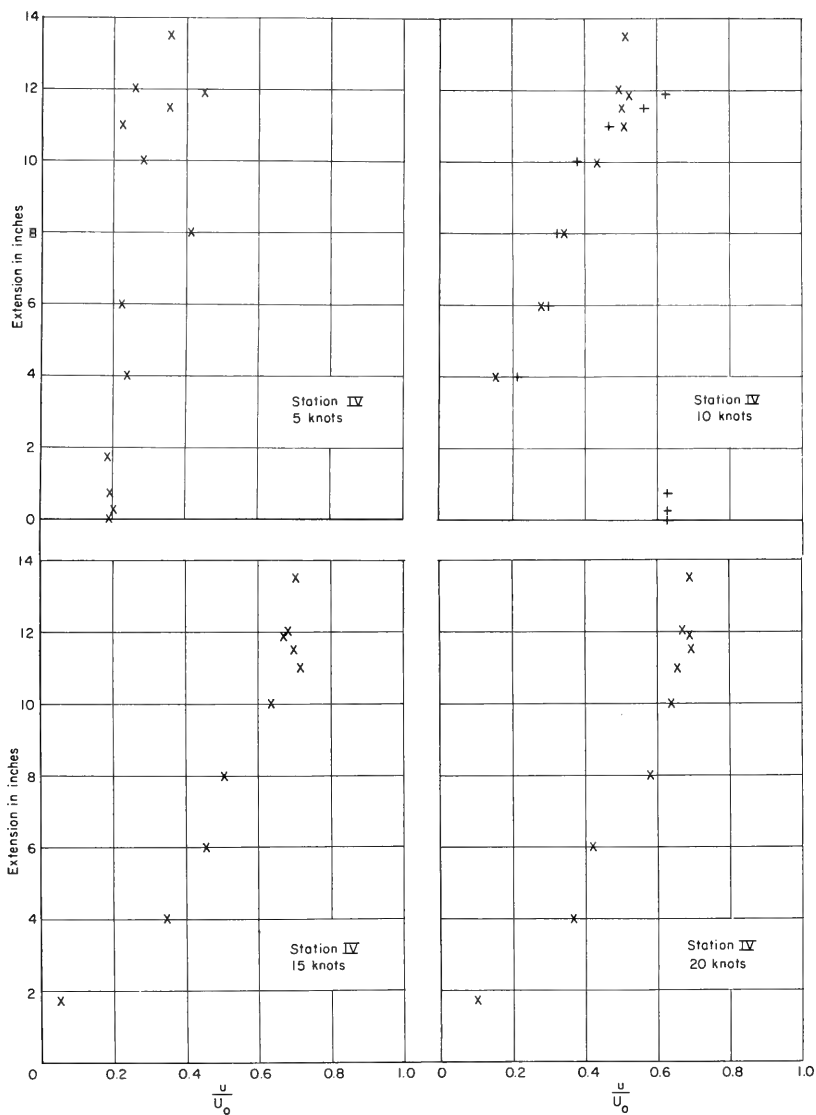 14
12
10
8
6
4
2
0
Extension in inches
Station IV
5 knots
Station IV
10 knots
14
12
10
8
6
4
2
0
Extension in inches
Station IV
15 knots
Station IV
20 knots
0 0.2 0.4 0.6 0.8 1.0
u
U₀
0 0.2 0.4 0.6 0.8 1.0
u
U₀